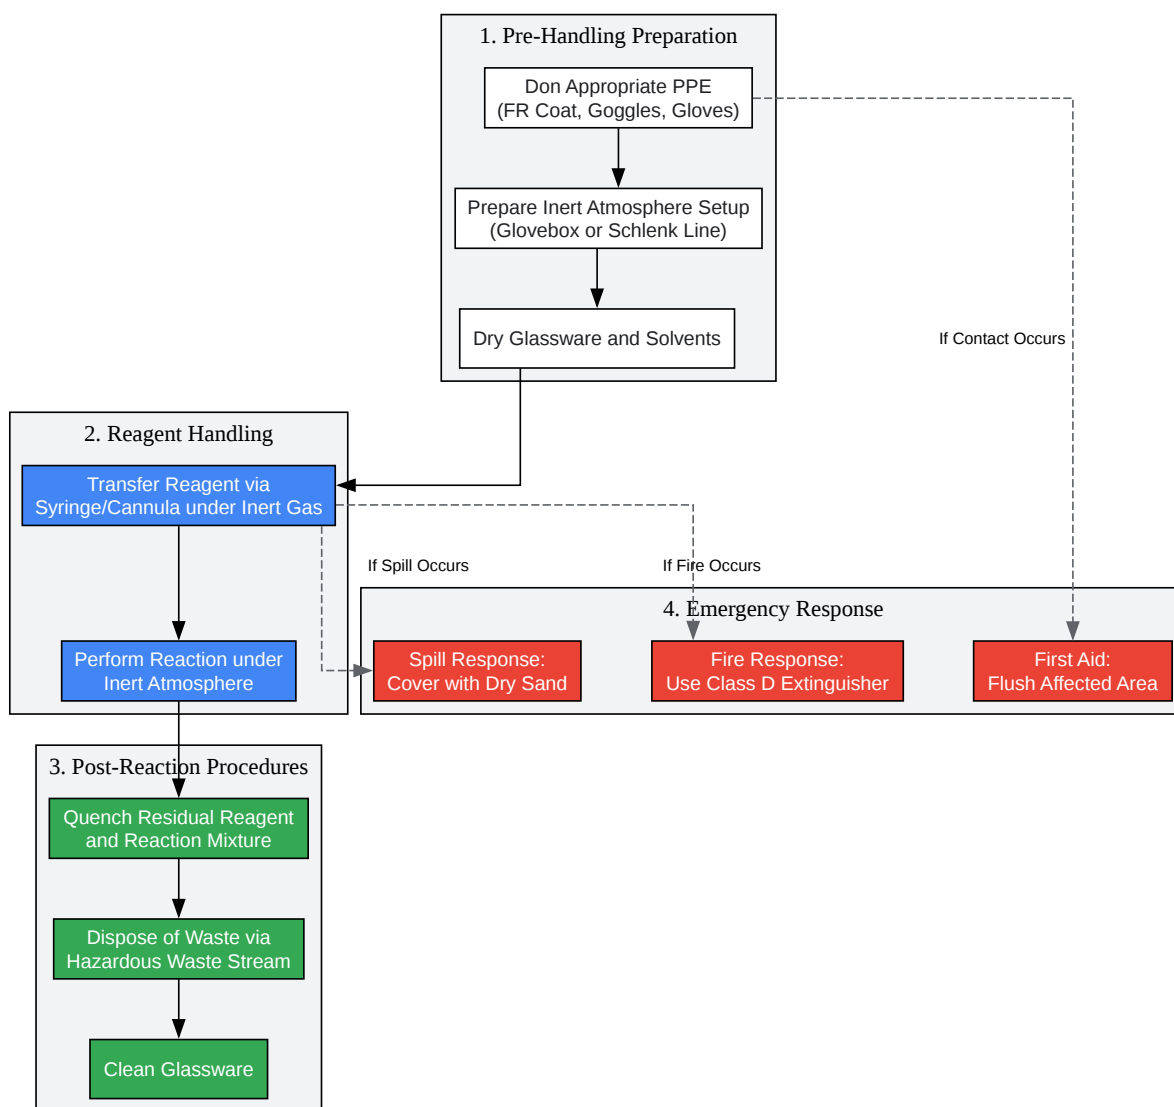 1. Pre-Handling Preparation
Don Appropriate PPE
(FR Coat, Goggles, Gloves)
Prepare Inert Atmosphere Setup
(Glovebox or Schlenk Line)
Dry Glassware and Solvents
If Contact Occurs
2. Reagent Handling
Transfer Reagent via
Syringe/Cannula under Inert Gas
Perform Reaction under
Inert Atmosphere
If Spill Occurs
If Fire Occurs
4. Emergency Response
Spill Response:
Cover with Dry Sand
Fire Response:
Use Class D Extinguisher
First Aid:
Flush Affected Area
3. Post-Reaction Procedures
Quench Residual Reagent
and Reaction Mixture
Dispose of Waste via
Hazardous Waste Stream
Clean Glassware